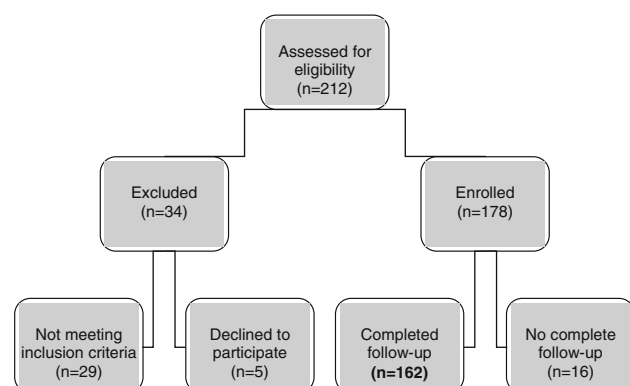 Assessed for
eligibility
(n=212)
Excluded
(n=34)
Enrolled
(n=178)
Not meeting
inclusion criteria
(n=29)
Declined to
participate
(n=5)
Completed
follow-up
(n=162)
No complete
follow-up
(n=16)